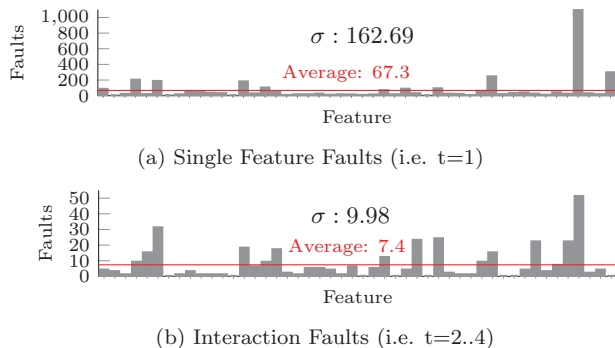 1,000
800
600
400
200
0
Faults
σ : 162.69
Average: 67.3
Feature
(a) Single Feature Faults (i.e. t=1)
50
40
30
20
10
0
Faults
σ : 9.98
Average: 7.4
Feature
(b) Interaction Faults (i.e. t=2..4)